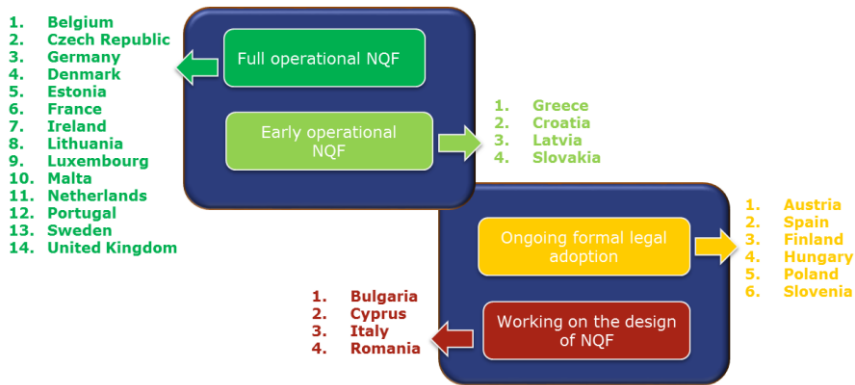 1. Belgium
2. Czech Republic
3. Germany
4. Denmark
5. Estonia
6. France
7. Ireland
8. Lithuania
9. Luxembourg
10. Malta
11. Netherlands
12. Portugal
13. Sweden
14. United Kingdom
Full operational NQF
Early operational
NQF
1. Greece
2. Croatia
3. Latvia
4. Slovakia
Ongoing formal legal
adoption
1. Austria
2. Spain
3. Finland
4. Hungary
5. Poland
6. Slovenia
1. Bulgaria
2. Cyprus
3. Italy
4. Romania
Working on the design
of NQF